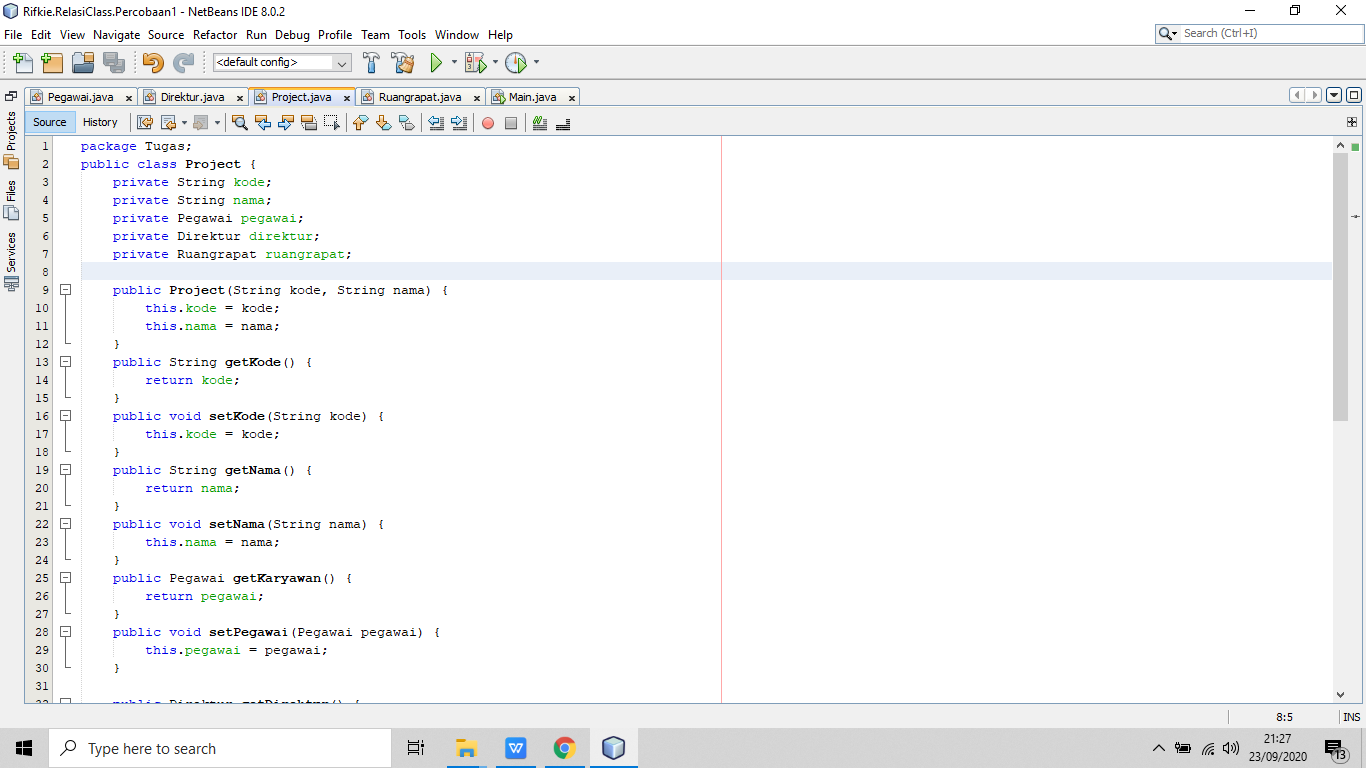 Rifkie.RelasiClass.Percobaan1 - NetBeans IDE 8.0.2
File Edit View Navigate Source Refactor Run Debug Profile Team Tools Window Help
Search (Ctrl+I)
<default config>
Projects
Files
Services
Pegawai.java Direktur.java Project.java Ruangrapat.java Main.java
Source History
1 package Tugas;
2 public class Project {
3 private String kode;
4 private String nama;
5 private Pegawai pegawai;
6 private Direktur direktur;
7 private Ruangrapat ruangrapat;
8
9 public Project(String kode, String nama) {
10 this.kode = kode;
11 this.nama = nama;
12 }
13 public String getKode() {
14 return kode;
15 }
16 public void setKode(String kode) {
17 this.kode = kode;
18 }
19 public String getNama() {
20 return nama;
21 }
22 public void setNama(String nama) {
23 this.nama = nama;
24 }
25 public Pegawai getKaryawan() {
26 return pegawai;
27 }
28 public void setPegawai(Pegawai pegawai) {
29 this.pegawai = pegawai;
30 }
31
32 public Direktur getDirektur() {
8:5 INS
Type here to search
21:27
23/09/2020
13